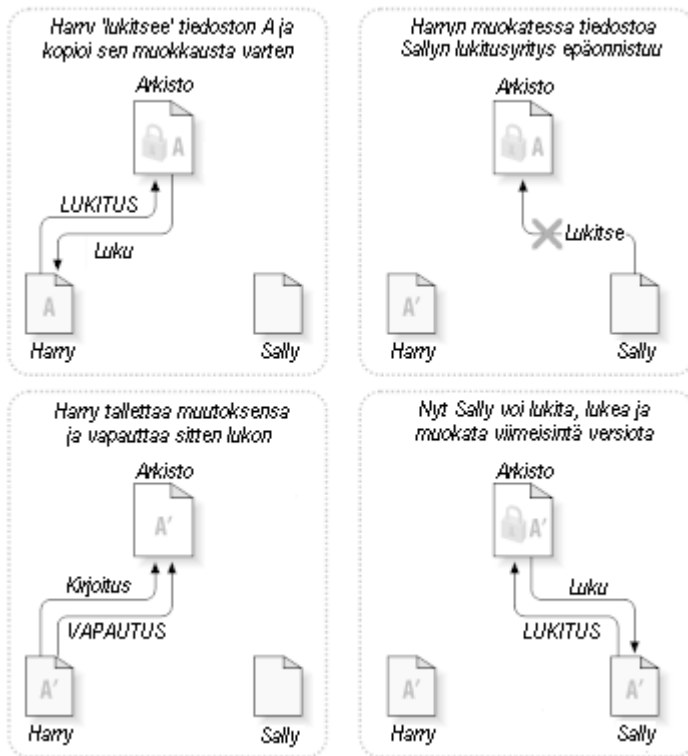 Harry 'lukitsee' tiedoston A ja
kopioi sen muokkausta varten
Arkisto
A
LUKITUS
Luku
A
Harry
Sally
Harryn muokatessa tiedostoa
Sallyn lukitusyritys epäonnistuu
Arkisto
A
Lukitse
A'
Harry
Sally
Harry tallettaa muutoksensa
ja vapauttaa sitten lukon
Arkisto
A'
Kirjoitus
VAPAUTUS
A'
Harry
Sally
Nyt Sally voi lukita, lukea ja
muokata viimeisintä versiota
Arkisto
A'
Luku
LUKITUS
A'
A'
Harry
Sally